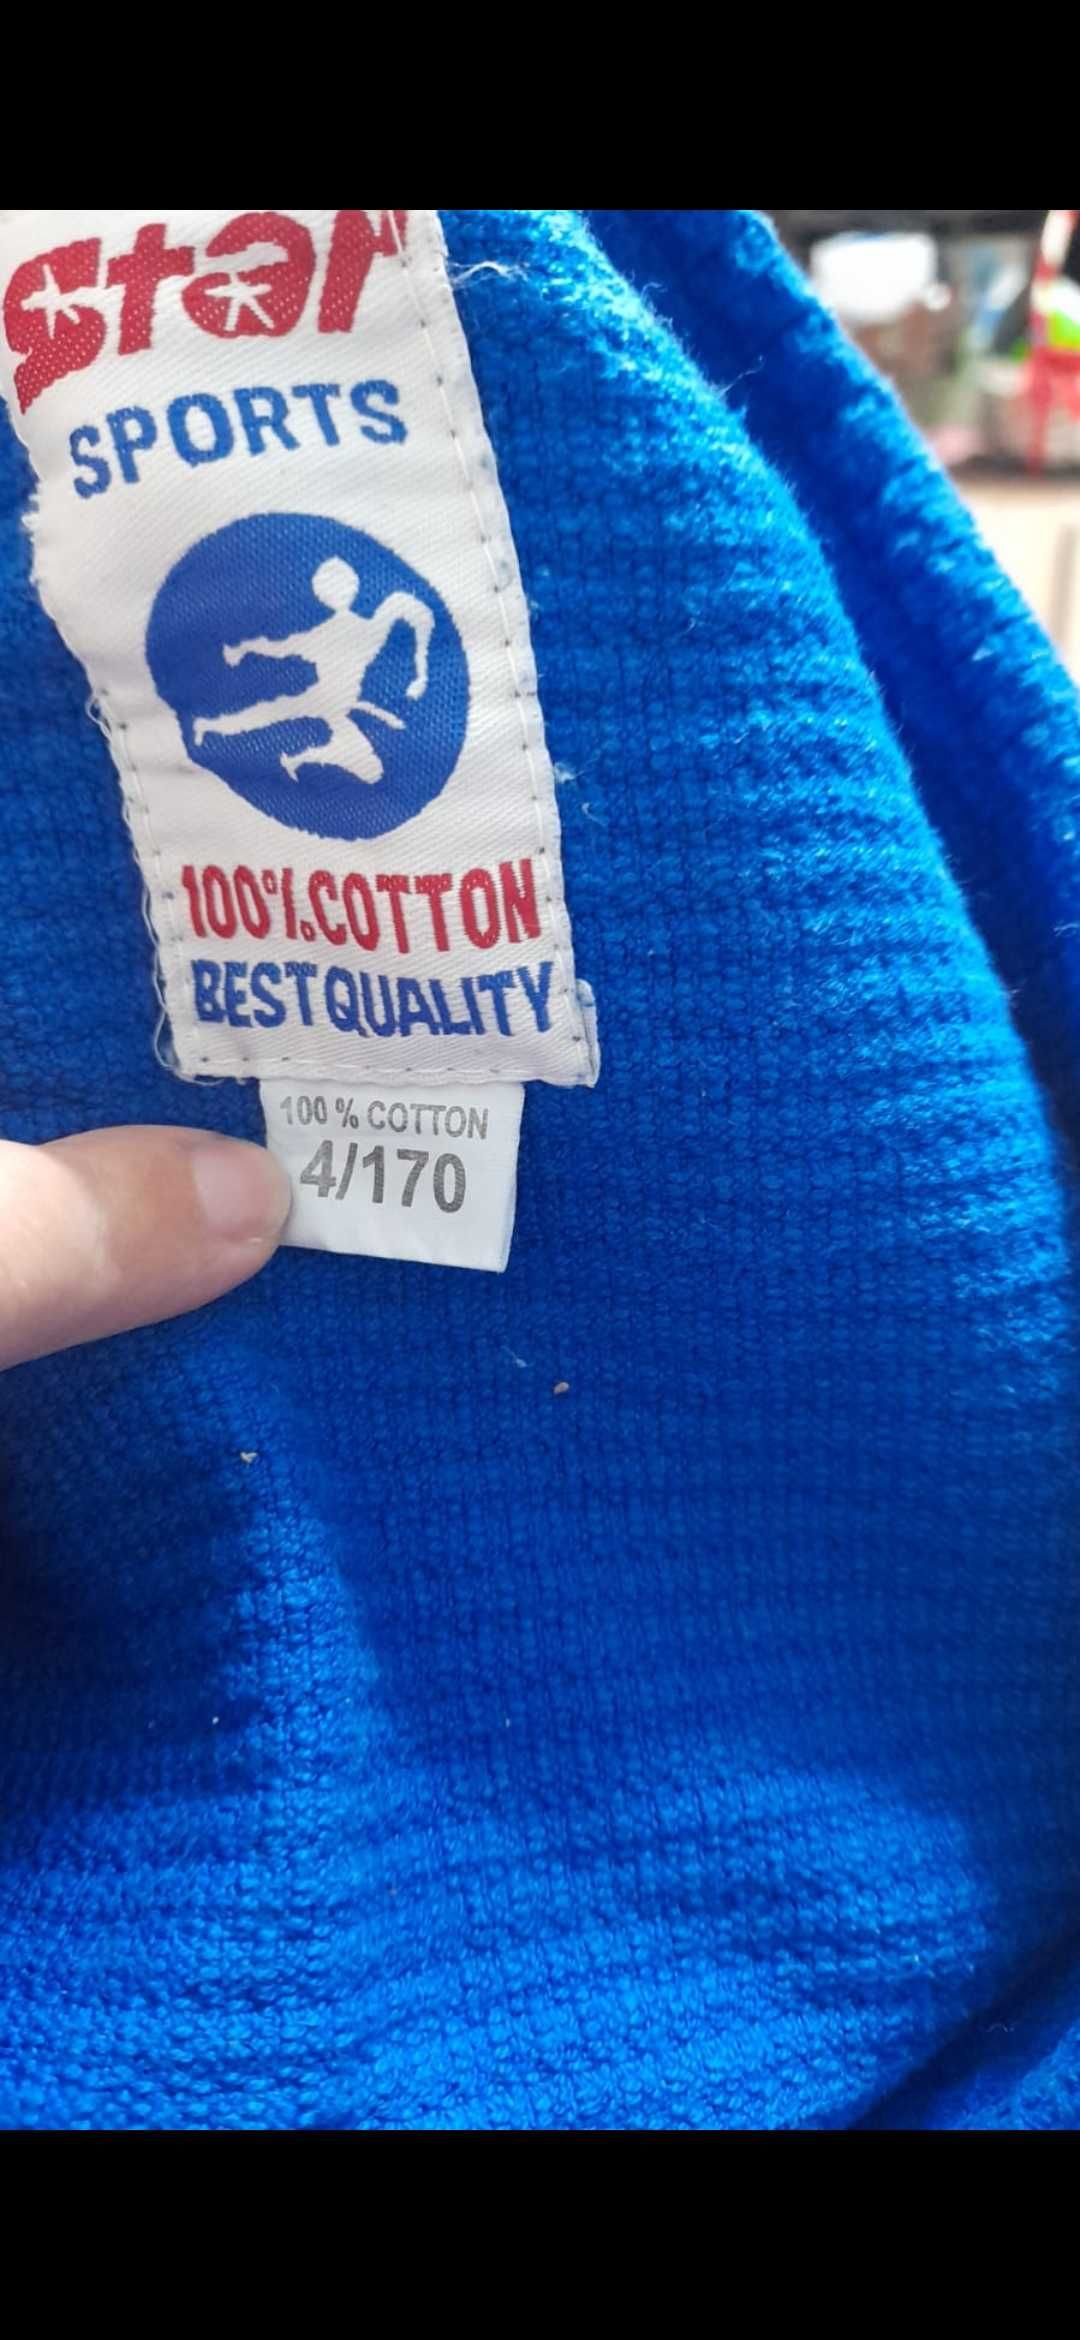 Star
SPORTS
100%.COTTON
BEST QUALITY
100 % COTTON
4/170